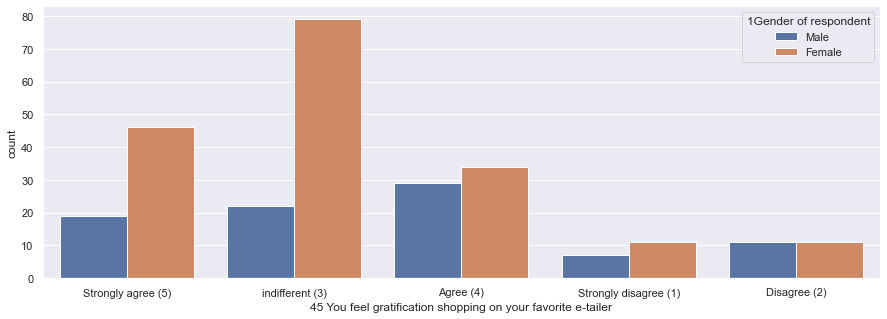 1Gender of respondent
Male
Female
count
80
70
60
50
40
30
20
10
0
Strongly agree (5)
indifferent (3)
Agree (4)
Strongly disagree (1)
Disagree (2)
45 You feel gratification shopping on your favorite e-tailer